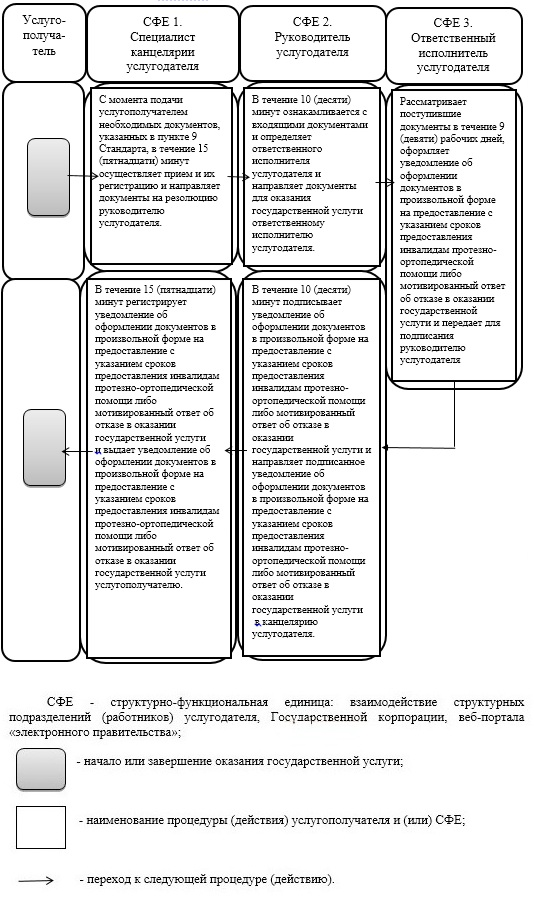 Услуго-
получа-
тель
СФЕ 1.
Специалист
канцелярии
услугодателя
СФЕ 2.
Руководитель
услугодателя
СФЕ 3.
Ответственный
исполнитель
услугодателя
С момента подачи
услугополучателем
необходимых документов,
указанных в пункте 9
Стандарта, в течение 15
(пятнадцати) минут
осуществляет прием и их
регистрацию и направляет
документы на резолюцию
руководителю
услугодателя.
В течение 10 (десяти)
минут ознакамливается с
входящими документами
и определяет
ответственного
исполнителя
услугодателя и
направляет документы
для оказания
государственной услуги
ответственному
исполнителю
услугодателя.
Рассматривает
поступившие
документы в течение 9
(девяти) рабочих дней,
оформляет
уведомление об
оформлении
документов в
произвольной форме
на предоставление с
указанием сроков
предоставления
инвалидам протезно-
ортопедической
помощи либо
мотивированный ответ
об отказе в оказании
государственной
услуги и передает для
подписания
руководителю
услугодателя
В течение 15 (пятнадцати)
минут регистрирует
уведомление об
оформлении документов в
произвольной форме на
предоставление с
указанием сроков
предоставления инвалидам
протезно-ортопедической
помощи либо
мотивированный ответ об
отказе в оказании
государственной услуги
и выдает уведомление об
оформлении документов в
произвольной форме на
предоставление с
указанием сроков
предоставления инвалидам
протезно-ортопедической
помощи либо
мотивированный ответ об
отказе в оказании
государственной услуги
услугополучателю.
В течение 10 (десяти)
минут подписывает
уведомление об
оформлении документов
в произвольной форме на
предоставление с
указанием сроков
предоставления
инвалидам протезно-
ортопедической помощи
либо мотивированный
ответ об отказе в
оказании
государственной услуги и
направляет подписанное
уведомление об
оформлении документов
в произвольной форме на
предоставление с
указанием сроков
предоставления
инвалидам протезно-
ортопедической помощи
либо мотивированный
ответ об отказе в
оказании
государственной услуги
в канцелярию
услугодателя.
СФЕ - структурно-функциональная единица: взаимодействие структурных
подразделений (работников) услугодателя, Государственной корпорации, веб-портала
«электронного правительства»;
- начало или завершение оказания государственной услуги;
- наименование процедуры (действия) услугополучателя и (или) СФЕ;
- переход к следующей процедуре (действию).